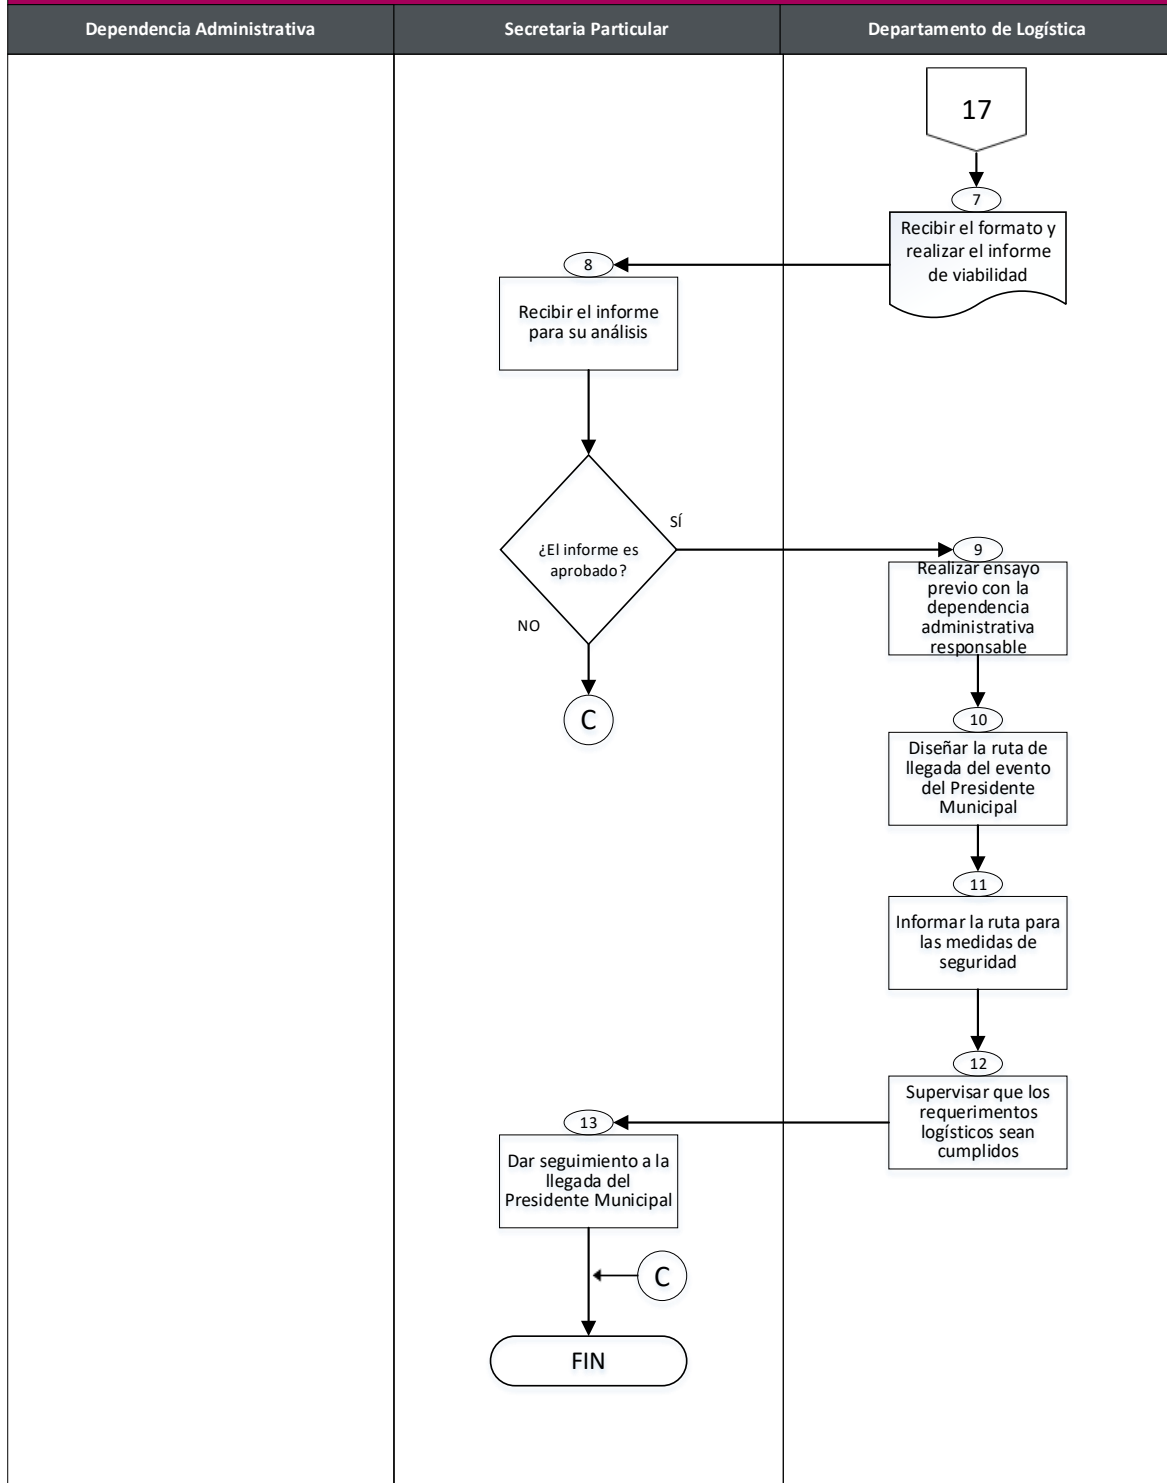 Dependencia Administrativa
Secretaria Particular
Departamento de Logística
17
7
Recibir el formato y
realizar el informe
de viabilidad
8
Recibir el informe
para su análisis
¿El informe es
aprobado?
SÍ
NO
C
9
Realizar ensayo
previo con la
dependencia
administrativa
responsable
10
Diseñar la ruta de
llegada del evento
del Presidente
Municipal
11
Informar la ruta para
las medidas de
seguridad
12
Supervisar que los
requerimentos
logísticos sean
cumplidos
13
Dar seguimiento a la
llegada del
Presidente Municipal
C
FIN